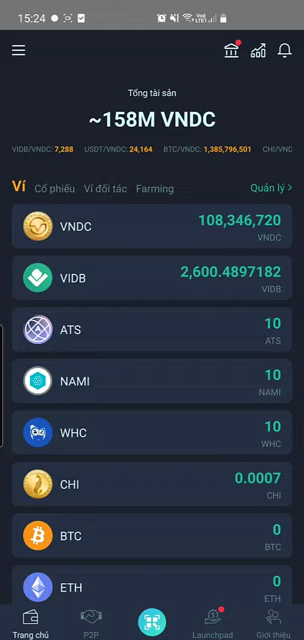 15:24
Tổng tài sản
~158M VNDC
VIDB/VNDC: 7,288 USDT/VNDC: 24,164 BTC/VNDC: 1,385,796,501 CHI/VND
Ví Cổ phiếu Ví đối tác Farming Quản lý >
VNDC 108,346,720
VNDC
VIDB 2,600.4897182
VIDB
ATS 10
ATS
NAMI 10
NAMI
WHC 10
WHC
CHI 0.0007
CHI
BTC 0
BTC
ETH 0
ETH
Trang chủ P2P Launchpad Giới thiệu